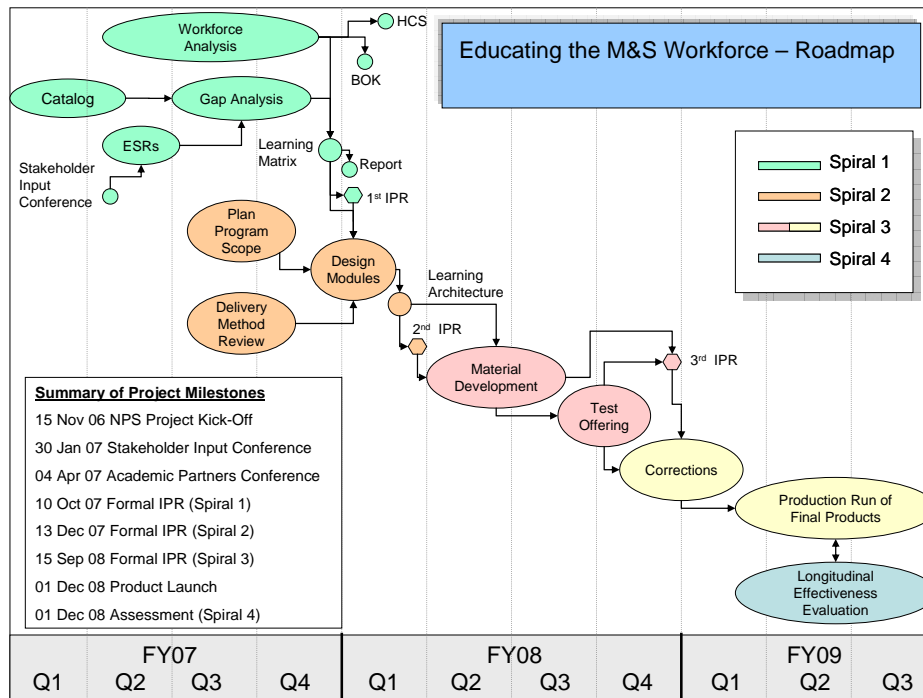 Educating the M&S Workforce – Roadmap
Workforce
Analysis
HCS
BOK
Catalog
Gap Analysis
ESRs
Learning
Matrix
Report
Stakeholder
Input
Conference
1st IPR
Spiral 1
Spiral 2
Spiral 3
Spiral 4
Plan
Program
Scope
Design
Modules
Learning
Architecture
Delivery
Method
Review
2nd IPR
Material
Development
3rd IPR
Test
Offering
Corrections
Production Run of
Final Products
Longitudinal
Effectiveness
Evaluation
Summary of Project Milestones
15 Nov 06 NPS Project Kick-Off
30 Jan 07 Stakeholder Input Conference
04 Apr 07 Academic Partners Conference
10 Oct 07 Formal IPR (Spiral 1)
13 Dec 07 Formal IPR (Spiral 2)
15 Sep 08 Formal IPR (Spiral 3)
01 Dec 08 Product Launch
01 Dec 08 Assessment (Spiral 4)
FY07 FY08 FY09
Q1 Q2 Q3 Q4 Q1 Q2 Q3 Q4 Q1 Q2 Q3